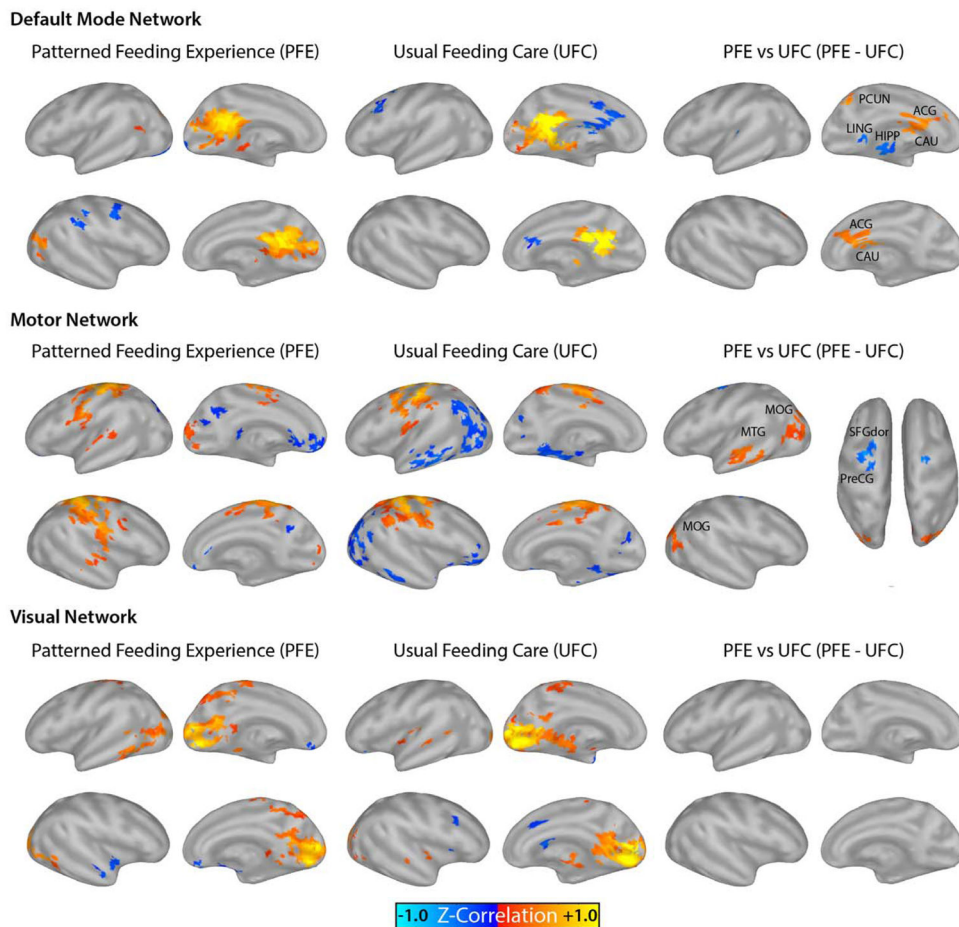 Default Mode Network
Patterned Feeding Experience (PFE) Usual Feeding Care (UFC) PFE vs UFC (PFE - UFC)
PCUN
ACG
LING
HIPP
CAU
ACG
CAU
Motor Network
Patterned Feeding Experience (PFE) Usual Feeding Care (UFC) PFE vs UFC (PFE - UFC)
MOG
MTG
SFGdor
PreCG
MOG
Visual Network
Patterned Feeding Experience (PFE) Usual Feeding Care (UFC) PFE vs UFC (PFE - UFC)
-1.0 Z-Correlation +1.0